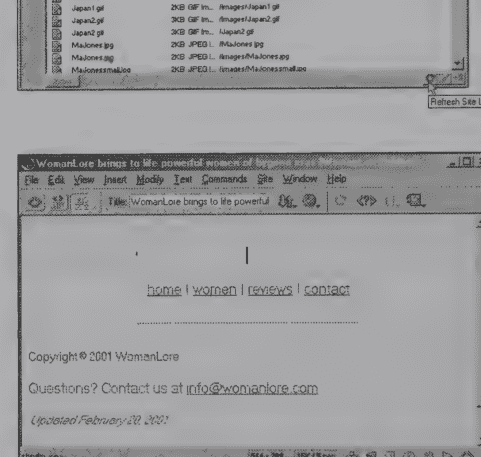 Japan1.gif 2KB GIF Im... /images/Japan1.gif
Japan2.gif 3KB GIF Im... /images/Japan2.gif
Japan2.gif 3KB GIF Im... /Japan2.gif
MaJones.jpg 2KB JPEG I... /MaJones.jpg
MaJones.jpg 2KB JPEG I... /images/MaJones.jpg
MaJonessmall.jpg 2KB JPEG I... /images/MaJonessmall.jpg
Refresh Site
WomanLore brings to life powerful women of
File Edit View Insert Modify Text Commands Site Window Help
Title: WomanLore brings to life powerful
home | women | reviews | contact
Copyright © 2001 WomanLore
Questions? Contact us at info@womanlore.com
Updated February 20, 2001